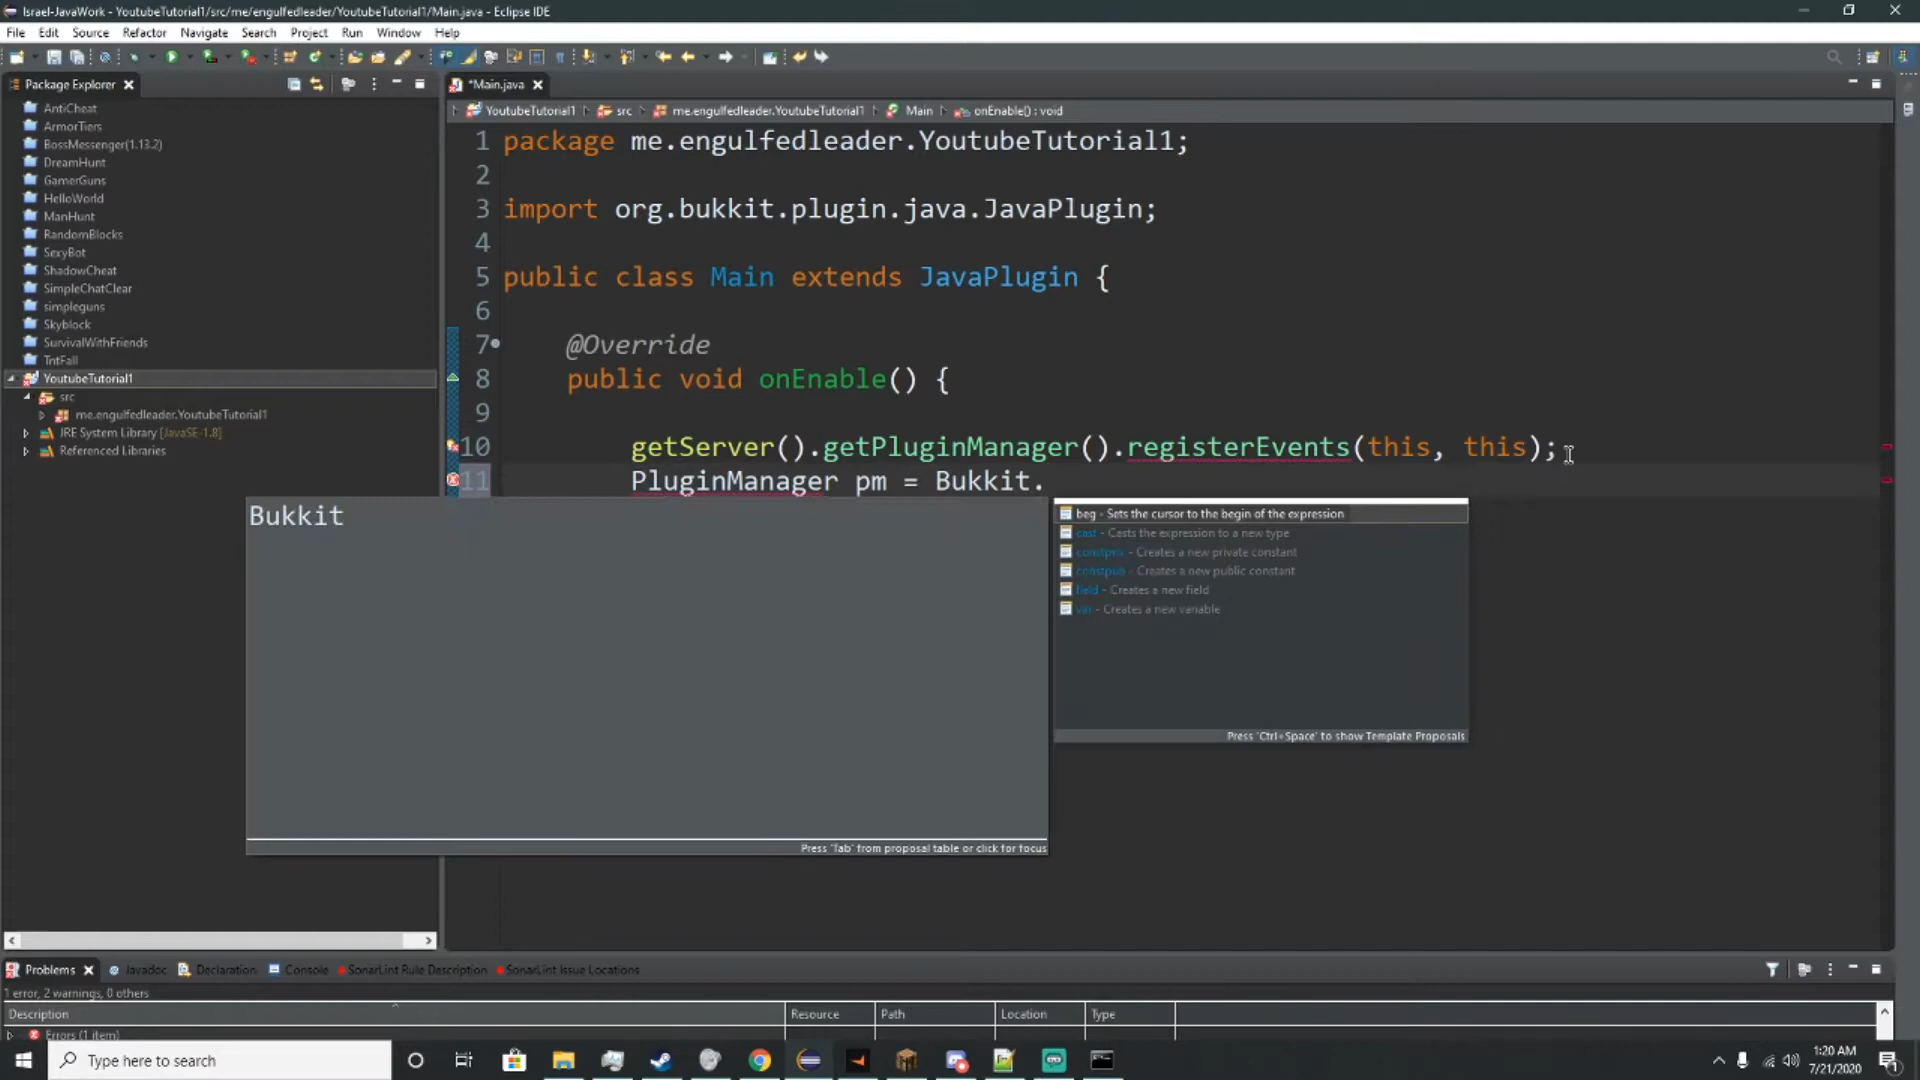 Israel-JavaWork - YoutubeTutorial1/src/me/engulfedleader/YoutubeTutorial1/Main.java - Eclipse IDE
File Edit Source Refactor Navigate Search Project Run Window Help
Package Explorer
*Main.java
YoutubeTutorial1 src me.engulfedleader.YoutubeTutorial1 Main onEnable() : void
AntiCheat
ArmorTiers
BossMessenger(1.13.2)
DreamHunt
GamerGuns
HelloWorld
ManHunt
RandomBlocks
SexyBot
ShadowCheat
SimpleChatClear
simpleguns
Skyblock
SurvivalWithFriends
TntFall
YoutubeTutorial1
src
me.engulfedleader.YoutubeTutorial1
JRE System Library [JavaSE-1.8]
Referenced Libraries
1 package me.engulfedleader.YoutubeTutorial1;
2
3 import org.bukkit.plugin.java.JavaPlugin;
4
5 public class Main extends JavaPlugin {
6
7 @Override
8 public void onEnable() {
9
10 getServer().getPluginManager().registerEvents(this, this);
11 PluginManager pm = Bukkit.
Bukkit
Press 'Tab' from proposal table or click for focus
beg - Sets the cursor to the begin of the expression
cast - Casts the expression to a new type
constpriv - Creates a new private constant
constpub - Creates a new public constant
field - Creates a new field
var - Creates a new variable
Press 'Ctrl+Space' to show Template Proposals
Problems Javadoc Declaration Console SonarLint Rule Description SonarLint Issue Locations
1 error, 2 warnings, 0 others
Description Resource Path Location Type
Errors (1 item)
Type here to search
1:20 AM
7/21/2020
1